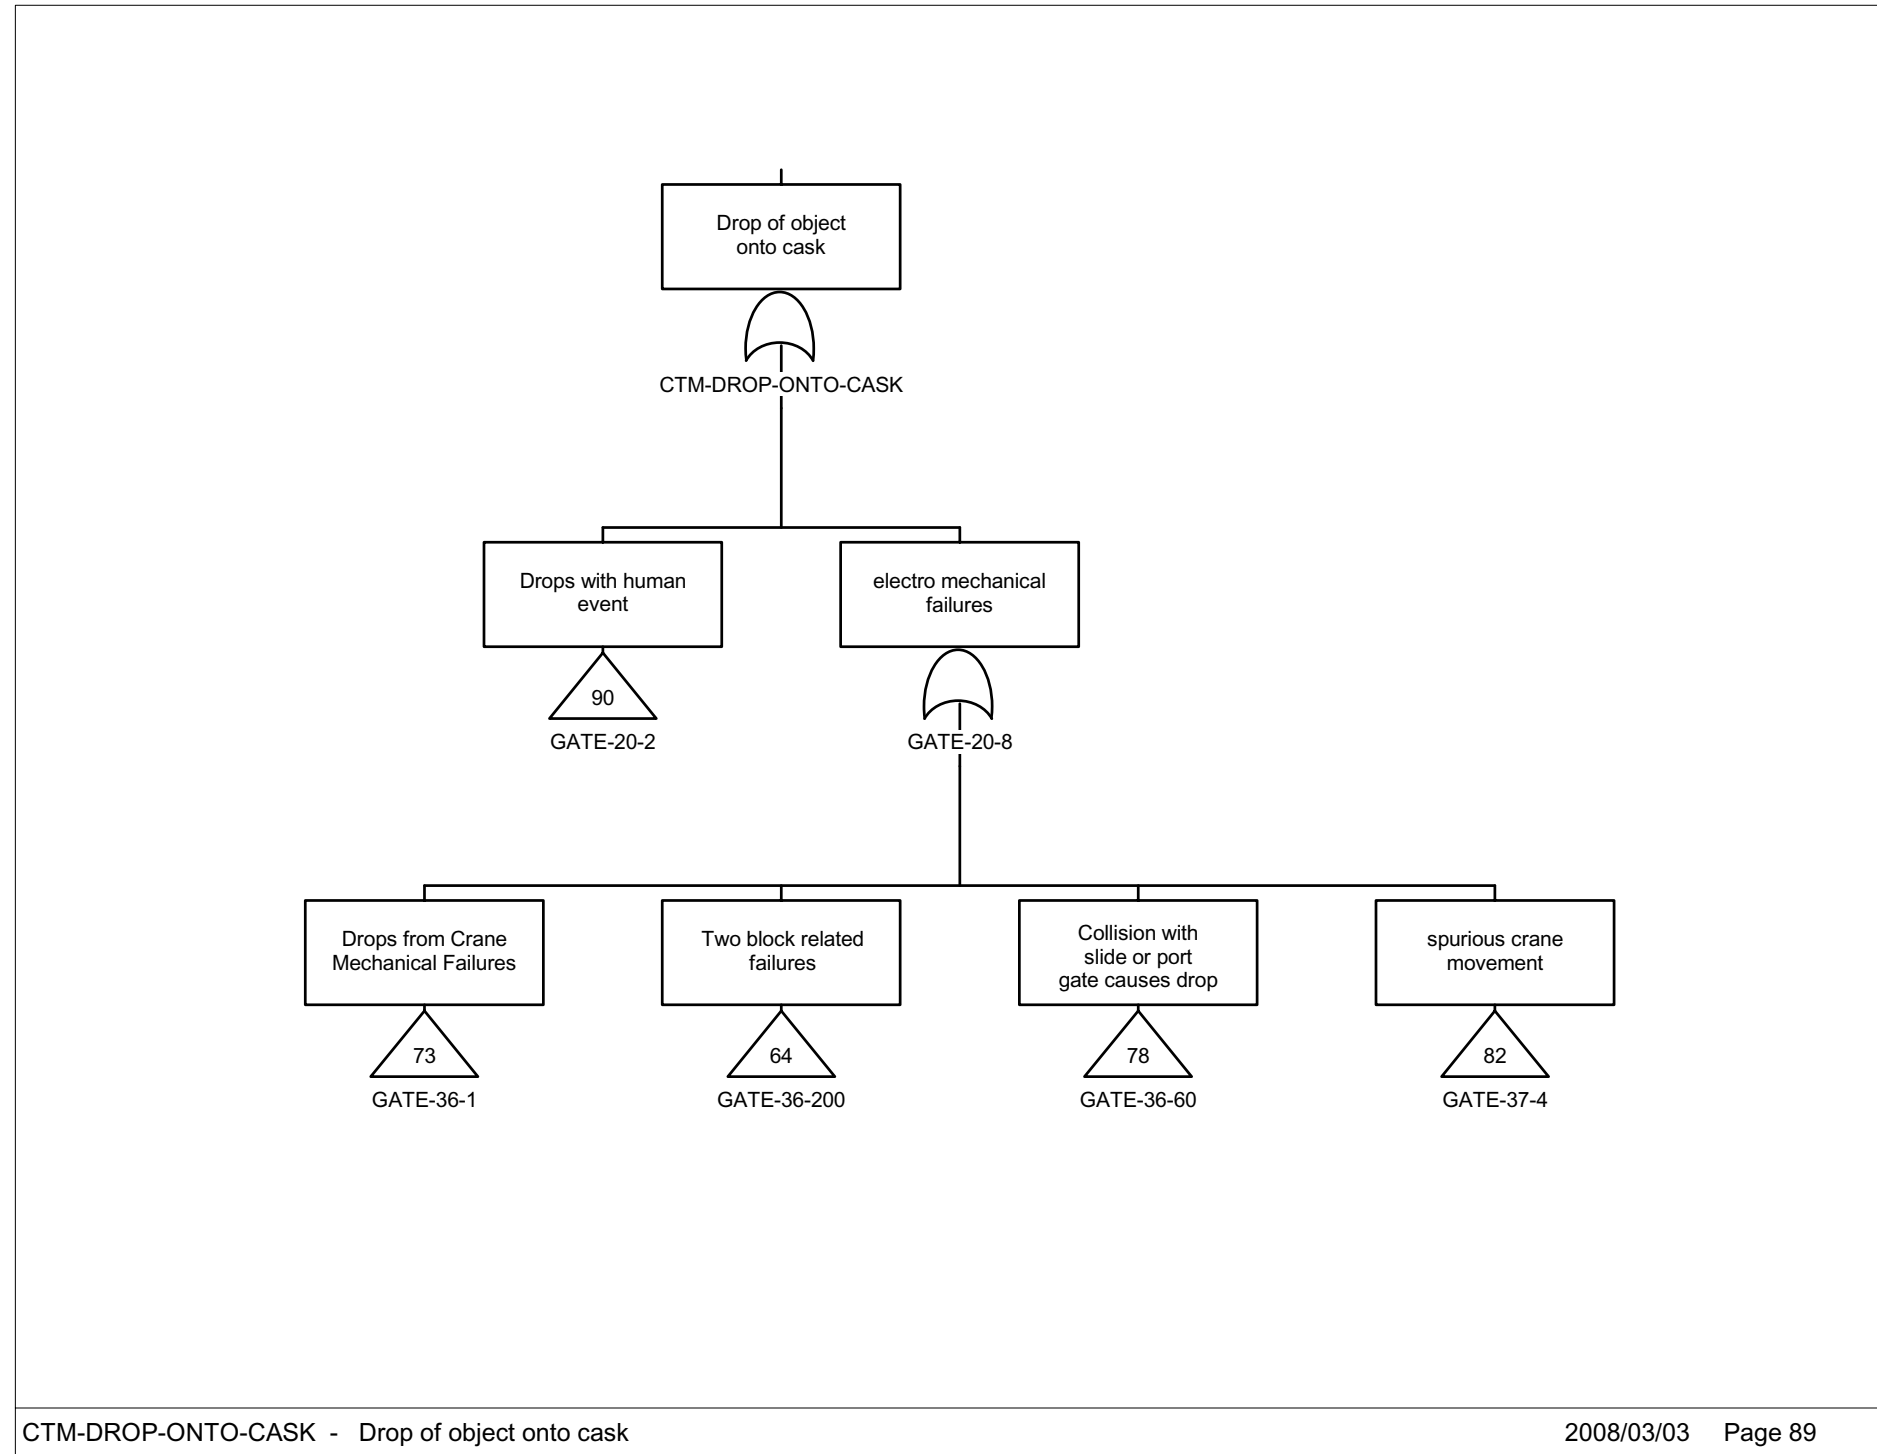 Drop of object
onto cask
CTM-DROP-ONTO-CASK
Drops with human
event
90
GATE-20-2
electro mechanical
failures
GATE-20-8
Drops from Crane
Mechanical Failures
73
GATE-36-1
Two block related
failures
64
GATE-36-200
Collision with
slide or port
gate causes drop
78
GATE-36-60
spurious crane
movement
82
GATE-37-4
CTM-DROP-ONTO-CASK - Drop of object onto cask
2008/03/03 Page 89